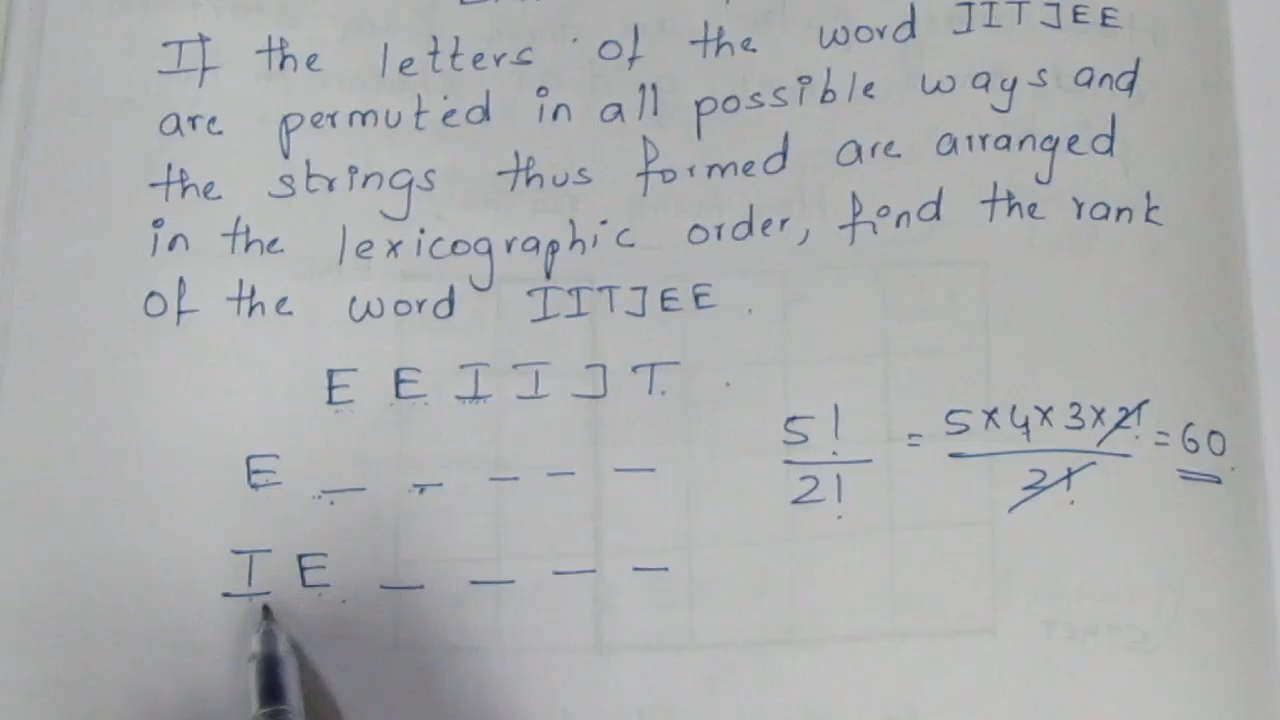 If the letters of the word IITJEE
are permuted in all possible ways and
the strings thus formed are arranged
in the lexicographic order, find the rank
of the word IITJEE.
E E I I J T.
E _ _ _ _ _ 5!/2! = 5×4×3×2!/2! = 60
I E _ _ _ _